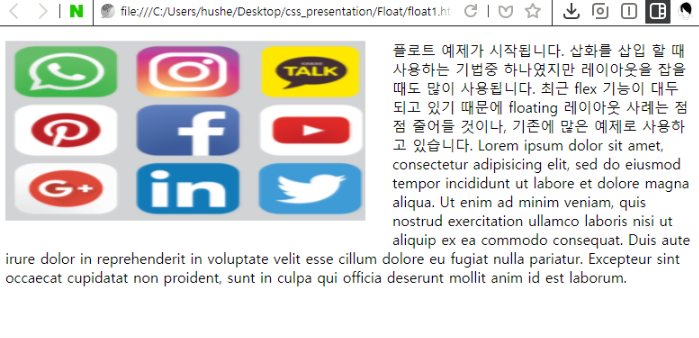 file:///C:/Users/hushe/Desktop/css_presentation/Float/float1.ht
플로트 예제가 시작됩니다. 삽화를 삽입 할 때
사용하는 기법중 하나였지만 레이아웃을 잡을
때도 많이 사용됩니다. 최근 flex 기능이 대두
되고 있기 때문에 floating 레이아웃 사례는 점
점 줄어들 것이나, 기존에 많은 예제로 사용하
고 있습니다. Lorem ipsum dolor sit amet,
consectetur adipisicing elit, sed do eiusmod
tempor incididunt ut labore et dolore magna
aliqua. Ut enim ad minim veniam, quis
nostrud exercitation ullamco laboris nisi ut
aliquip ex ea commodo consequat. Duis aute
irure dolor in reprehenderit in voluptate velit esse cillum dolore eu fugiat nulla pariatur. Excepteur sint
occaecat cupidatat non proident, sunt in culpa qui officia deserunt mollit anim id est laborum.
TALK
G+
in